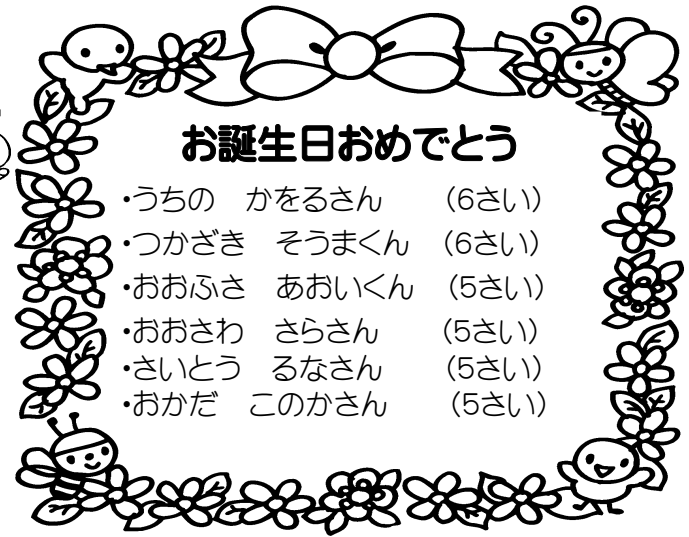 お誕生日おめでとう
・うちの　かをるさん　　（6さい）
・つかざき　そうまくん　（6さい）
・おおふさ　あおいくん　（5さい）
・おおさわ　さらさん　　（5さい）
・さいとう　るなさん　　（5さい）
・おかだ　このかさん　　（5さい）